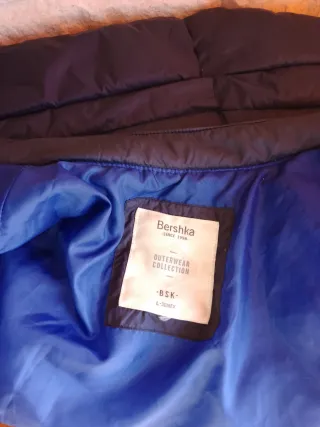 Bershka
-SINCE 1998-
OUTERWEAR
COLLECTION
-BSK-